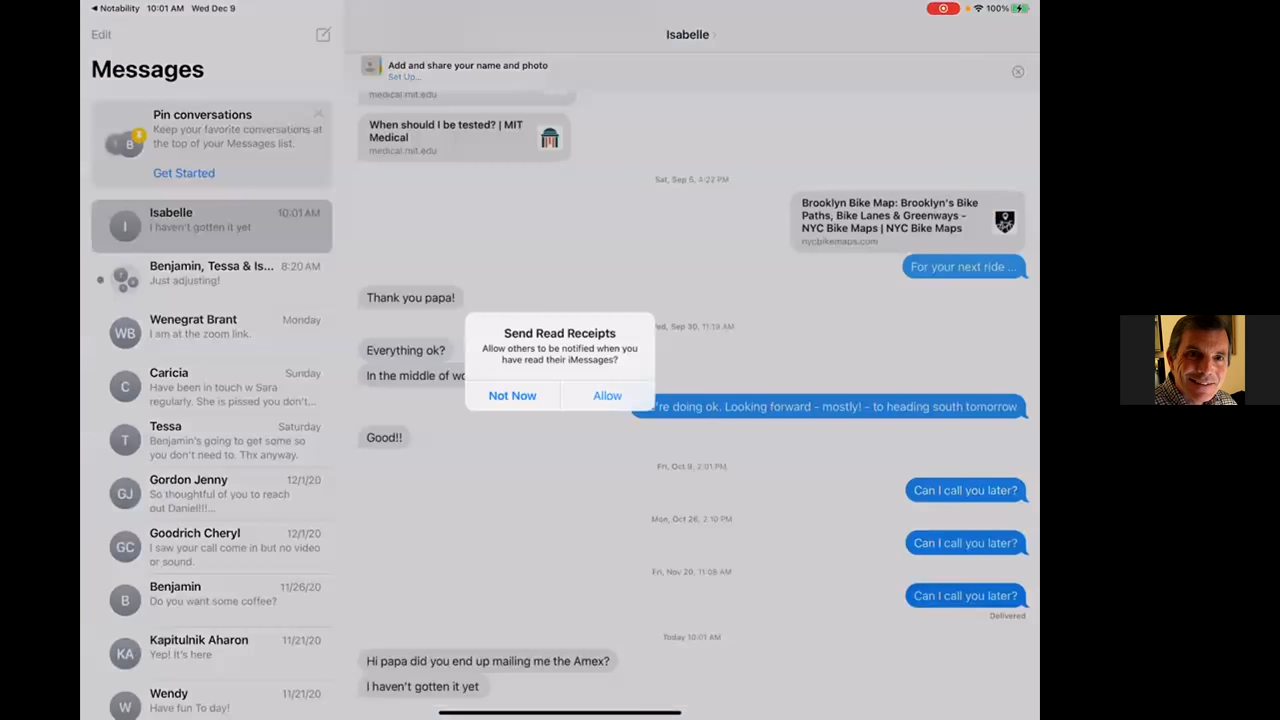 Notability 10:01 AM Wed Dec 9
100%
Edit
Messages
Pin conversations
Keep your favorite conversations at
the top of your Messages list.
Get Started
B
I
Isabelle 10:01 AM
I haven't gotten it yet
Benjamin, Tessa & Is... 8:20 AM
Just adjusting!
WB
Wenegrat Brant Monday
I am at the zoom link.
C
Caricia Sunday
Have been in touch w Sara
regularly. She is pissed you don't...
T
Tessa Saturday
Benjamin's going to get some so
you don't need to. Thx anyway.
GJ
Gordon Jenny 12/1/20
So thoughtful of you to reach
out Daniel!!!...
GC
Goodrich Cheryl 12/1/20
I saw your call come in but no video
or sound.
B
Benjamin 11/26/20
Do you want some coffee?
KA
Kapitulnik Aharon 11/21/20
Yep! It's here
W
Wendy 11/21/20
Have fun To day!
Isabelle
Add and share your name and photo
Set Up...
medical.mit.edu
When should I be tested? | MIT
Medical
medical.mit.edu
Sat, Sep 5, 4:22 PM
Brooklyn Bike Map: Brooklyn's Bike
Paths, Bike Lanes & Greenways -
NYC Bike Maps | NYC Bike Maps
nycbikemaps.com
For your next ride ...
Thank you papa!
Sep 30, 11:19 AM
Everything ok?
In the middle of
Send Read Receipts
Allow others to be notified when you
have read their iMessages?
Not Now Allow
doing ok. Looking forward - mostly! - to heading south tomorrow
Good!!
Fri, Oct 9, 2:01 PM
Can I call you later?
Mon, Oct 26, 2:10 PM
Can I call you later?
Fri, Nov 20, 11:08 AM
Can I call you later?
Delivered
Today 10:01 AM
Hi papa did you end up mailing me the Amex?
I haven't gotten it yet